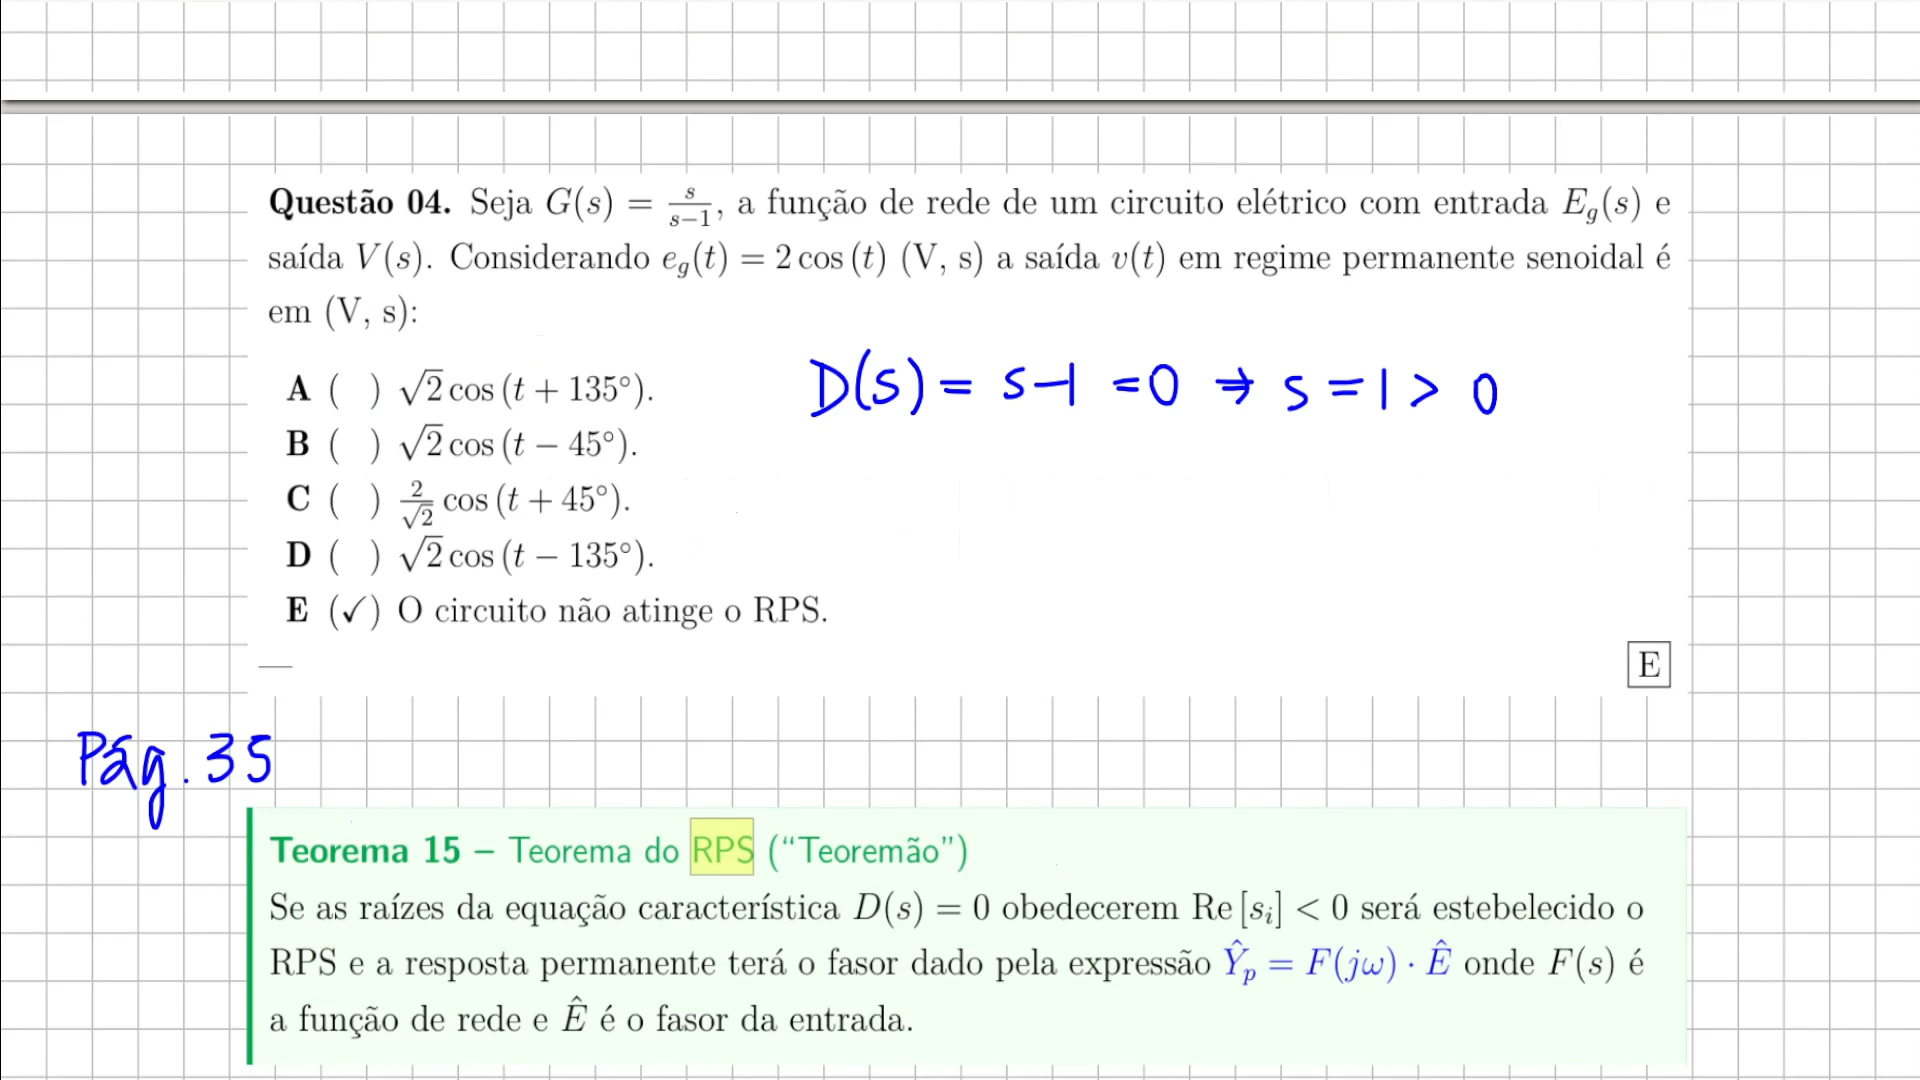 Questão 04. Seja G(s) = s/(s−1), a função de rede de um circuito elétrico com entrada E_g(s) e
saída V(s). Considerando e_g(t) = 2 cos (t) (V, s) a saída v(t) em regime permanente senoidal é
em (V, s):
A ( ) √2 cos (t + 135°).
D(s) = s−1 = 0 ⇒ s = 1 > 0
B ( ) √2 cos (t − 45°).
C ( ) 2/√2 cos (t + 45°).
D ( ) √2 cos (t − 135°).
E (✓) O circuito não atinge o RPS.
E
Pág. 35
Teorema 15 – Teorema do RPS (“Teoremão”)
Se as raízes da equação característica D(s) = 0 obedecerem Re [s_i] < 0 será estebelecido o
RPS e a resposta permanente terá o fasor dado pela expressão Ŷ_p = F(jω) · Ê onde F(s) é
a função de rede e Ê é o fasor da entrada.